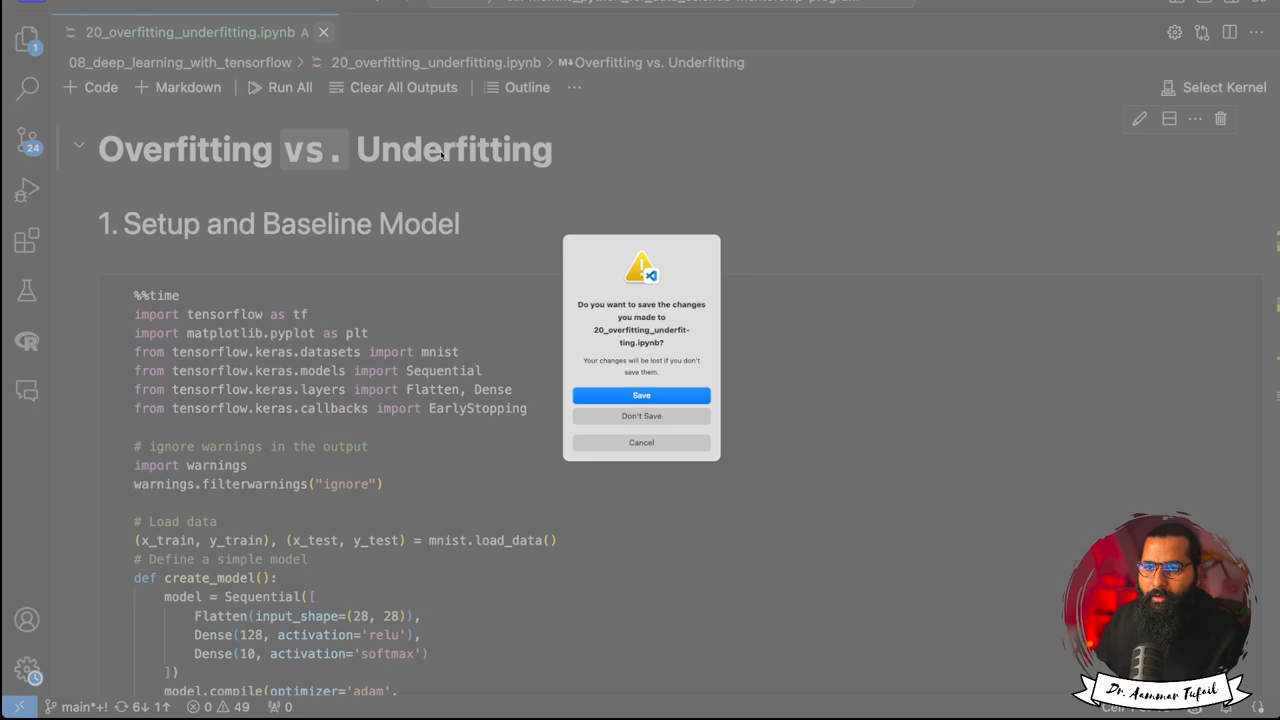 20_overfitting_underfitting.ipynb A
08_deep_learning_with_tensorflow > 20_overfitting_underfitting.ipynb > M↓Overfitting vs. Underfitting
+ Code + Markdown Run All Clear All Outputs Outline ... Select Kernel
Overfitting vs. Underfitting
1. Setup and Baseline Model
%%time
import tensorflow as tf
import matplotlib.pyplot as plt
from tensorflow.keras.datasets import mnist
from tensorflow.keras.models import Sequential
from tensorflow.keras.layers import Flatten, Dense
from tensorflow.keras.callbacks import EarlyStopping
# ignore warnings in the output
import warnings
warnings.filterwarnings("ignore")
# Load data
(x_train, y_train), (x_test, y_test) = mnist.load_data()
# Define a simple model
def create_model():
model = Sequential([
Flatten(input_shape=(28, 28)),
Dense(128, activation='relu'),
Dense(10, activation='softmax')
])
model.compile(optimizer='adam',
Do you want to save the changes
you made to
20_overfitting_underfit-
ting.ipynb?
Your changes will be lost if you don't
save them.
Save
Don't Save
Cancel
1
24
main*+! 6↓ 1↑ 0 49 0
Dr. Aammar Tufail